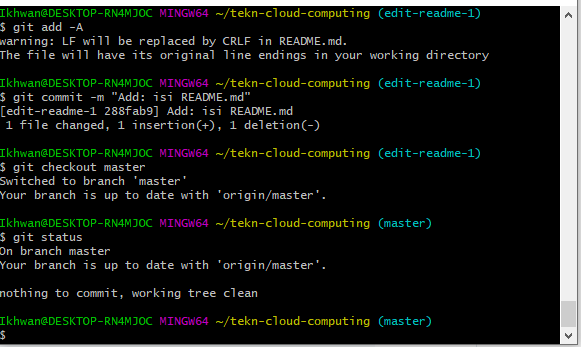 Ikhwan@DESKTOP-RN4MJOC MINGW64 ~/tekn-cloud-computing (edit-readme-1)
$ git add -A
warning: LF will be replaced by CRLF in README.md.
The file will have its original line endings in your working directory

Ikhwan@DESKTOP-RN4MJOC MINGW64 ~/tekn-cloud-computing (edit-readme-1)
$ git commit -m "Add: isi README.md"
[edit-readme-1 288fab9] Add: isi README.md
 1 file changed, 1 insertion(+), 1 deletion(-)

Ikhwan@DESKTOP-RN4MJOC MINGW64 ~/tekn-cloud-computing (edit-readme-1)
$ git checkout master
Switched to branch 'master'
Your branch is up to date with 'origin/master'.

Ikhwan@DESKTOP-RN4MJOC MINGW64 ~/tekn-cloud-computing (master)
$ git status
On branch master
Your branch is up to date with 'origin/master'.

nothing to commit, working tree clean

Ikhwan@DESKTOP-RN4MJOC MINGW64 ~/tekn-cloud-computing (master)
$